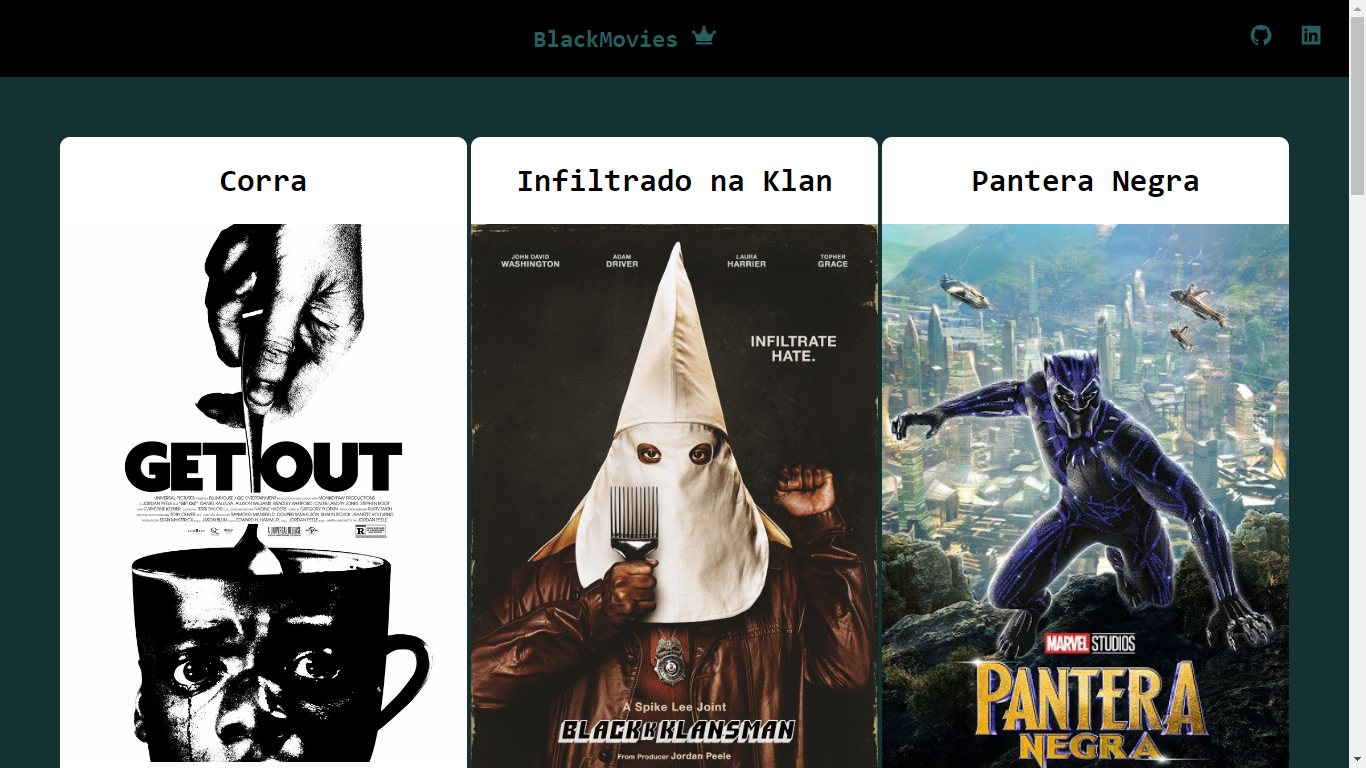 BlackMovies
Corra
Infiltrado na Klan
Pantera Negra
GET OUT
UNIVERSAL PICTURES
JOHN DAVID WASHINGTON
ADAM DRIVER
LAURA HARRIER
TOPHER GRACE
INFILTRATE
HATE.
A Spike Lee Joint
BLACKKKLANSMAN
From Producer Jordan Peele
MARVEL STUDIOS
PANTERA
NEGRA